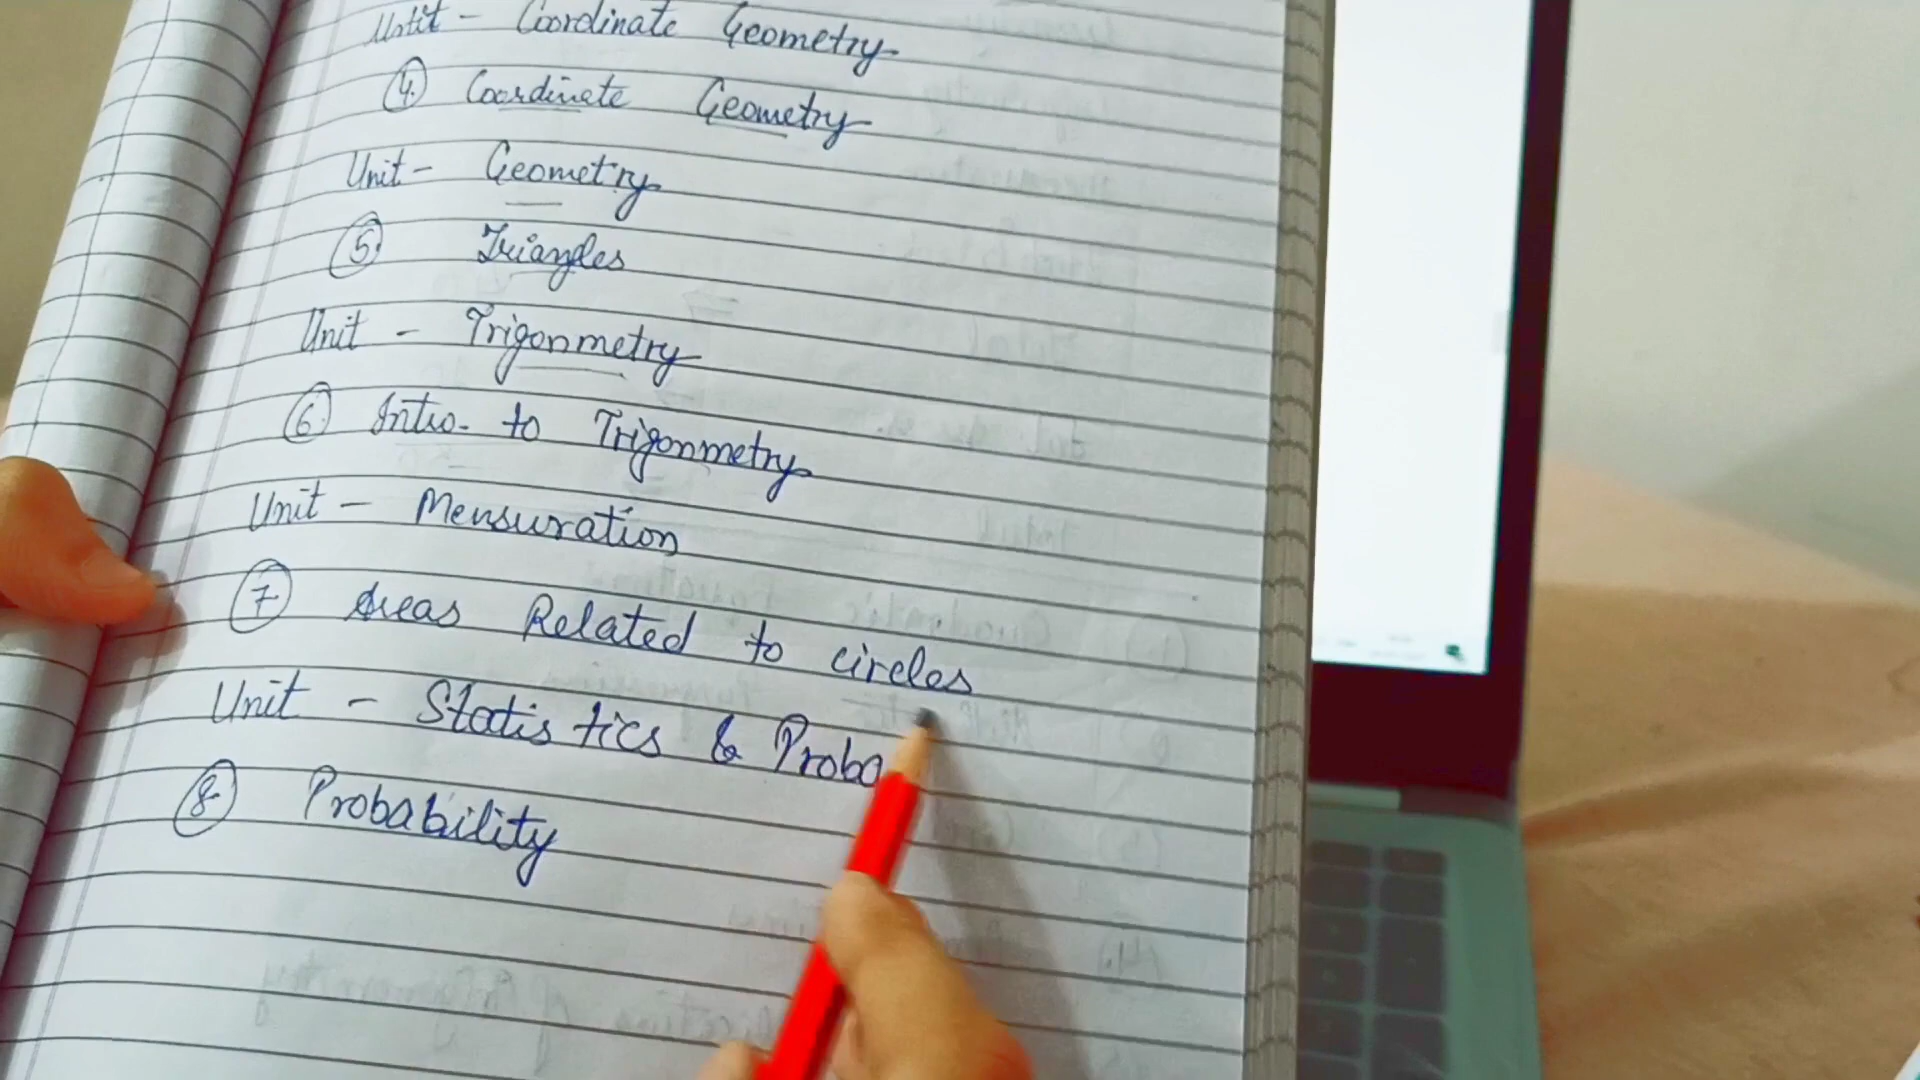 Unit - Coordinate Geometry
4. Coordinate Geometry
Unit - Geometry
5. Triangles
Unit - Trigonmetry
6. Intro. to Trigonmetry
Unit - Mensuration
7. Areas Related to circles
Unit - Statistics & Proba
8. Probability